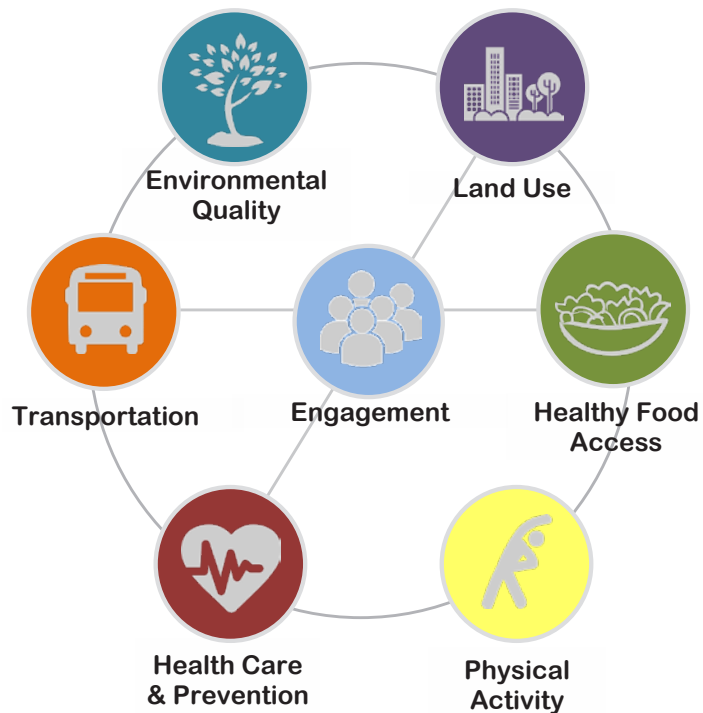 Environmental
Quality
Land Use
Transportation
Engagement
Healthy Food
Access
Health Care
& Prevention
Physical
Activity